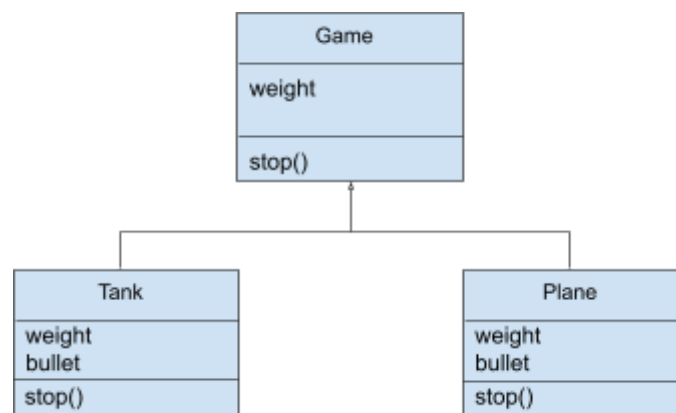 Game
weight
stop()
Tank
weight
bullet
stop()
Plane
weight
bullet
stop()